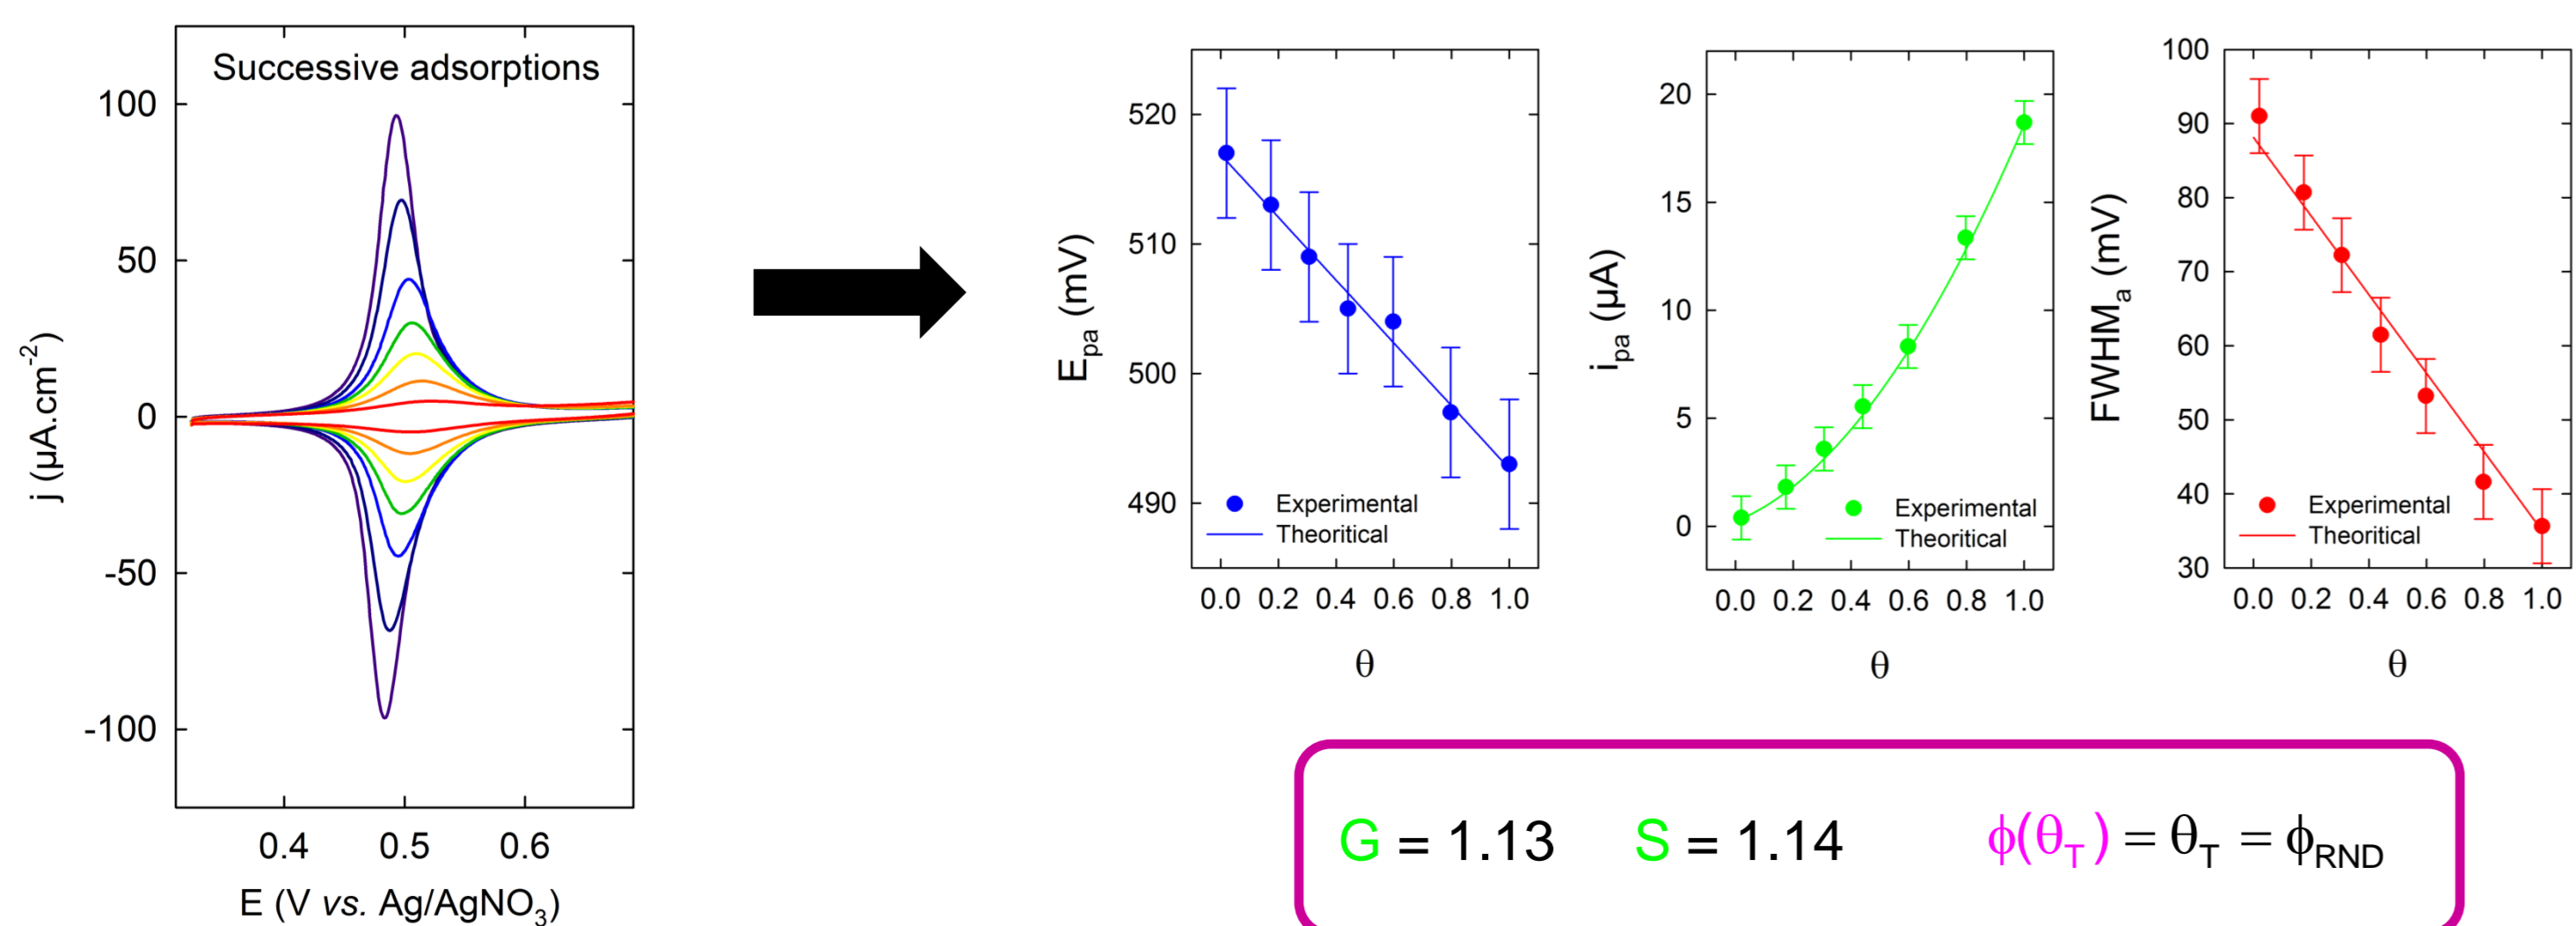 Successive adsorptions
100
50
0
-50
-100
j (µA.cm⁻²)
0.4 0.5 0.6
E (V vs. Ag/AgNO₃)
520
510
500
490
Eₚₐ (mV)
Experimental
Theoritical
0.0 0.2 0.4 0.6 0.8 1.0
θ
20
15
10
5
0
iₚₐ (µA)
Experimental
Theoritical
0.0 0.2 0.4 0.6 0.8 1.0
θ
100
90
80
70
60
50
40
30
FWHMₐ (mV)
Experimental
Theoritical
0.0 0.2 0.4 0.6 0.8 1.0
θ
G = 1.13 S = 1.14 ϕ(θ_T) = θ_T = ϕ_RND